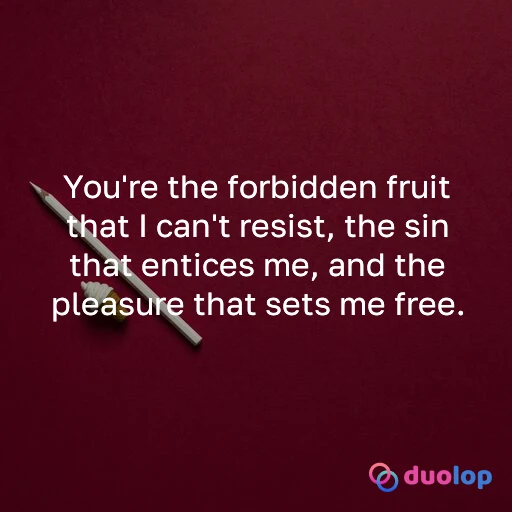 You're the forbidden fruit
that I can't resist, the sin
that entices me, and the
pleasure that sets me free.
duolop